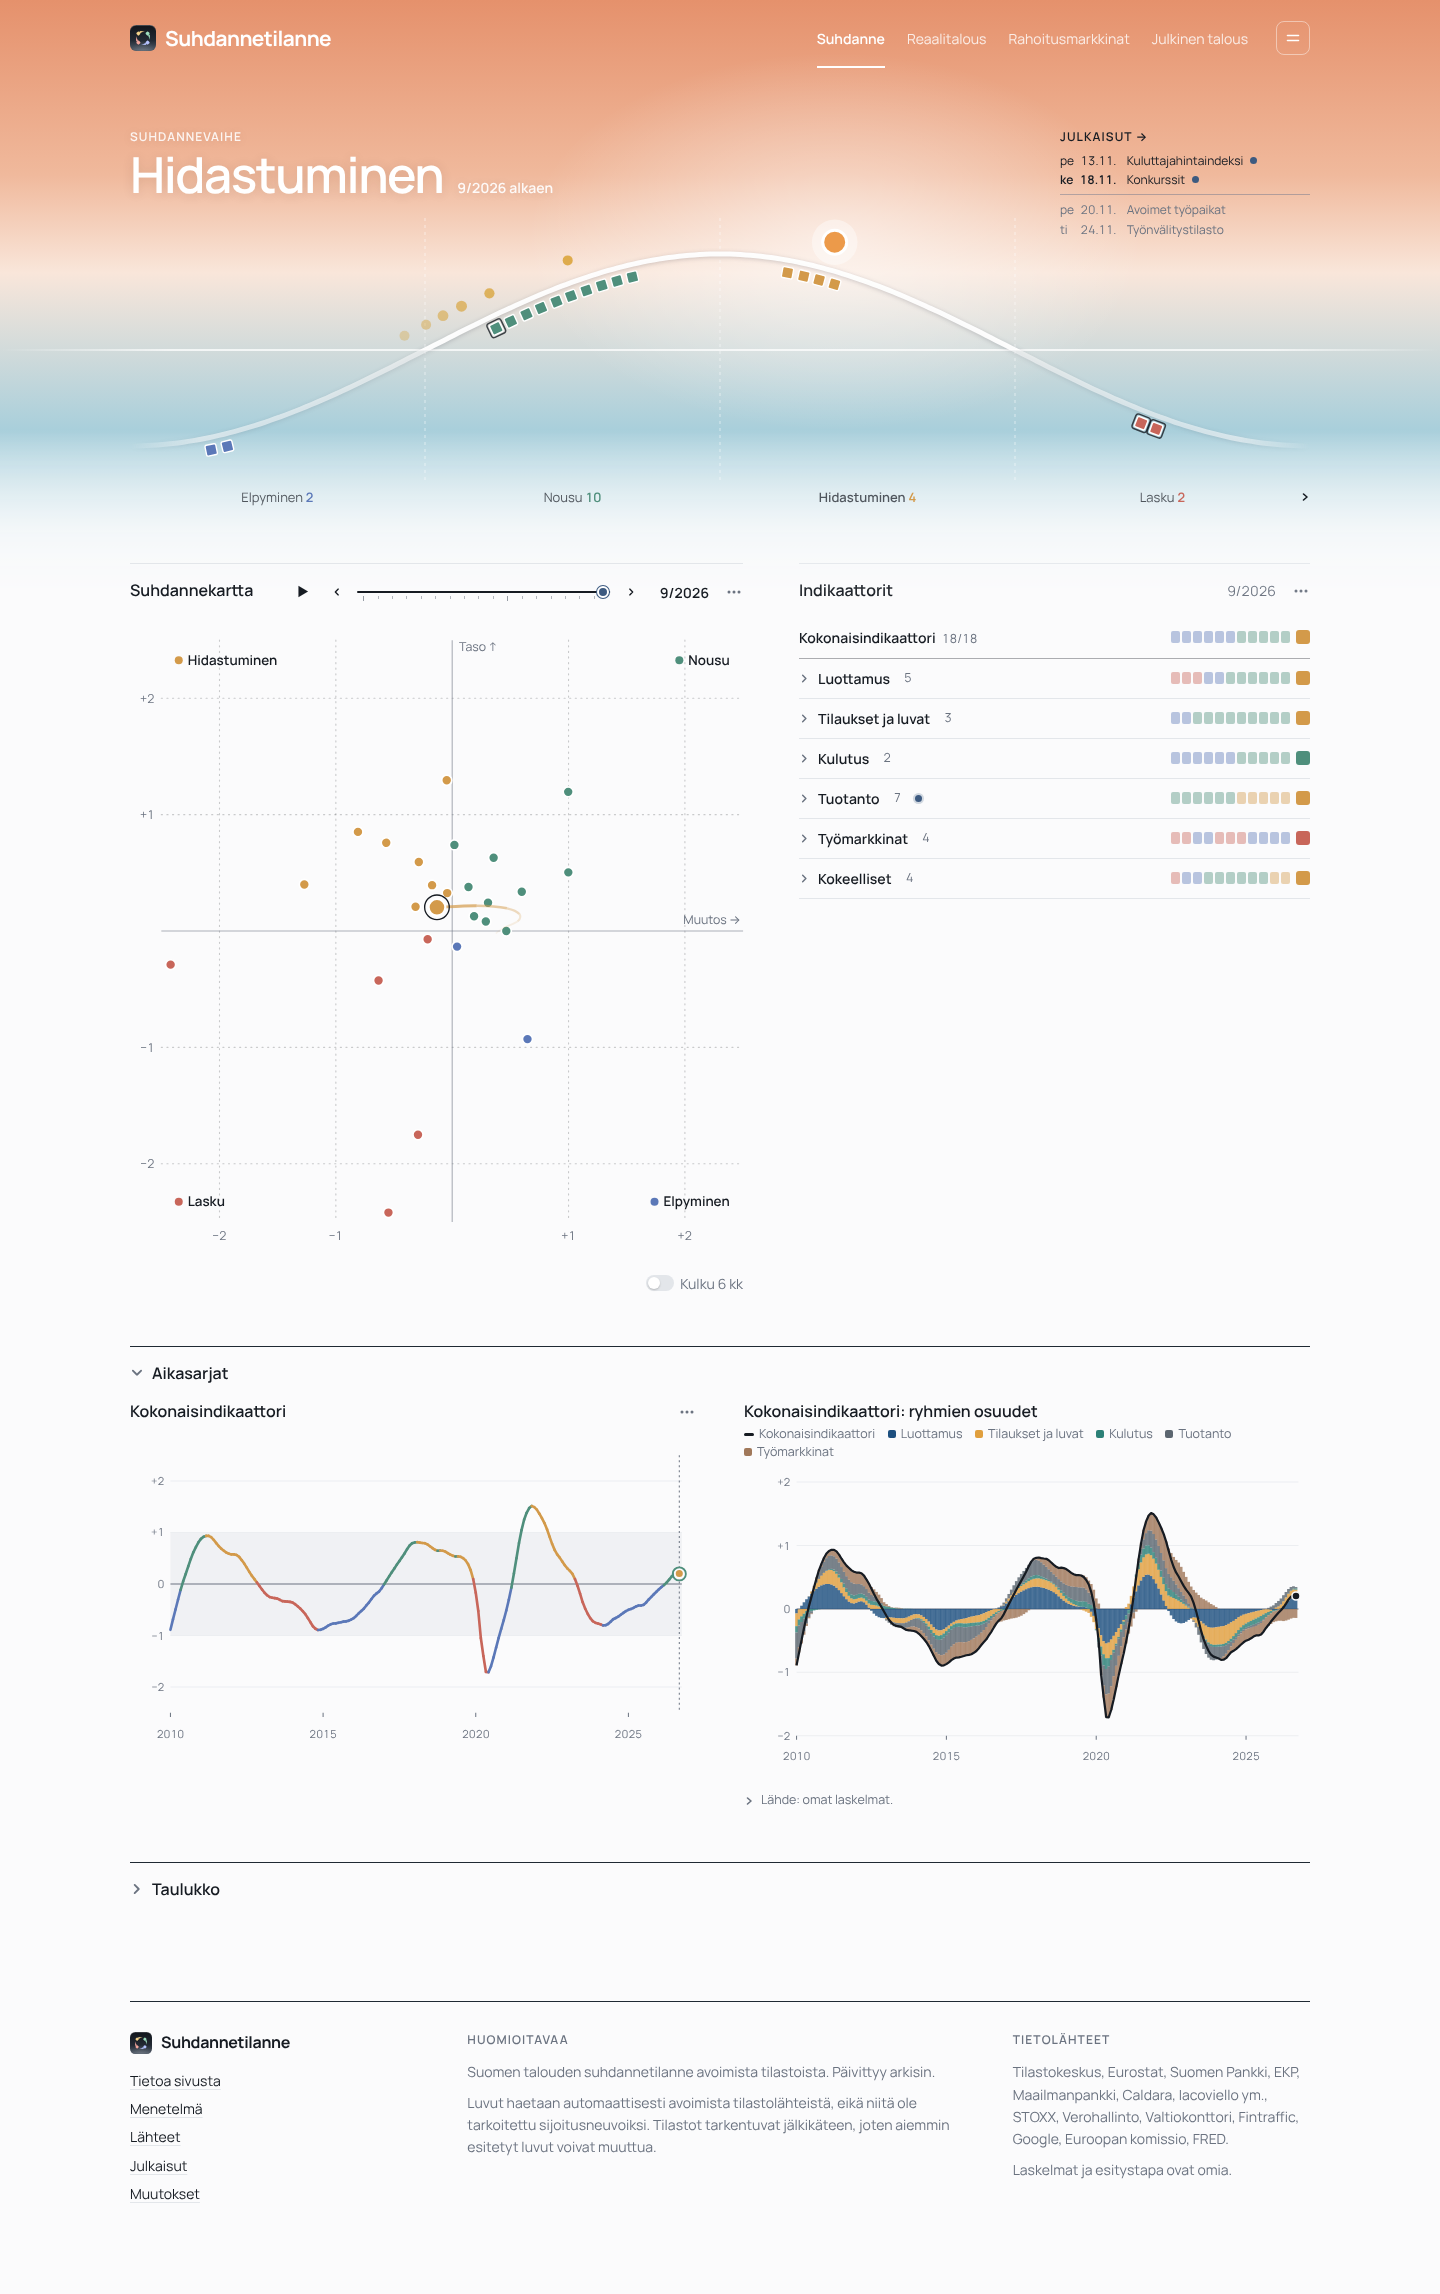 Suhdannetilanne
Suhdanne Reaalitalous Rahoitusmarkkinat Julkinen talous
SUHDANNEVAIHE
Hidastuminen 9/2026 alkaen
JULKAISUT →
pe 13.11. Kuluttajahintaindeksi
ke 18.11. Konkurssit
pe 20.11. Avoimet työpaikat
ti 24.11. Työnvälitystilasto
Elpyminen 2 Nousu 10 Hidastuminen 4 Lasku 2
Suhdannekartta 9/2026
Taso ↑
Hidastuminen Nousu
+2
+1
Muutos →
−1
−2
Lasku Elpyminen
−2 −1 +1 +2
Kulku 6 kk
Indikaattorit 9/2026
Kokonaisindikaattori 18/18
Luottamus 5
Tilaukset ja luvat 3
Kulutus 2
Tuotanto 7
Työmarkkinat 4
Kokeelliset 4
Aikasarjat
Kokonaisindikaattori
+2
+1
0
−1
−2
2010 2015 2020 2025
Kokonaisindikaattori: ryhmien osuudet
Kokonaisindikaattori Luottamus Tilaukset ja luvat Kulutus Tuotanto
Työmarkkinat
+2
+1
0
−1
−2
2010 2015 2020 2025
Lähde: omat laskelmat.
Taulukko
Suhdannetilanne
Tietoa sivusta
Menetelmä
Lähteet
Julkaisut
Muutokset
HUOMIOITAVAA
Suomen talouden suhdannetilanne avoimista tilastoista. Päivittyy arkisin.
Luvut haetaan automaattisesti avoimista tilastolähteistä, eikä niitä ole
tarkoitettu sijoitusneuvoiksi. Tilastot tarkentuvat jälkikäteen, joten aiemmin
esitetyt luvut voivat muuttua.
TIETOLÄHTEET
Tilastokeskus, Eurostat, Suomen Pankki, EKP,
Maailmanpankki, Caldara, Iacoviello ym.,
STOXX, Verohallinto, Valtiokonttori, Fintraffic,
Google, Euroopan komissio, FRED.
Laskelmat ja esitystapa ovat omia.